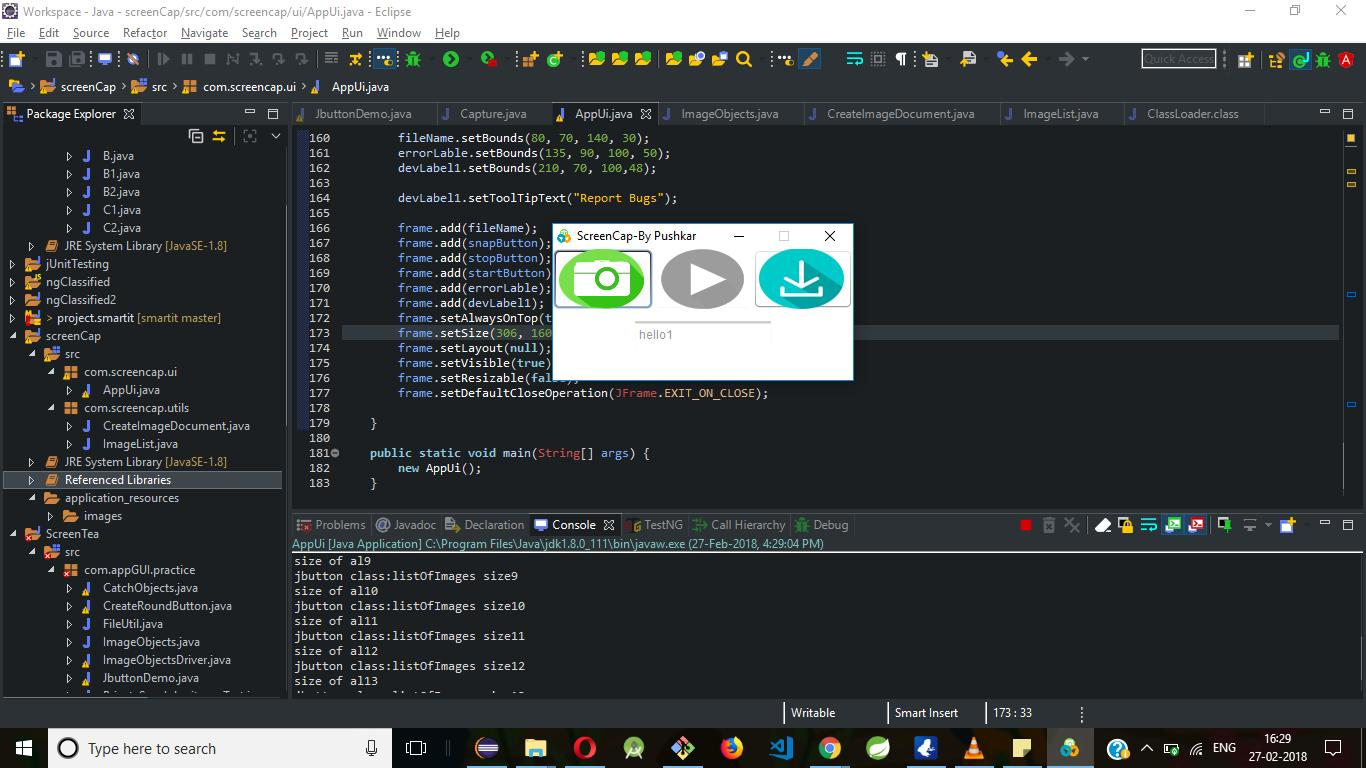 Workspace - Java - screenCap/src/com/screencap/ui/AppUi.java - Eclipse
File Edit Source Refactor Navigate Search Project Run Window Help
Quick Access
screenCap src com.screencap.ui AppUi.java
Package Explorer
B.java
B1.java
B2.java
C1.java
C2.java
JRE System Library [JavaSE-1.8]
jUnitTesting
ngClassified
ngClassified2
> project.smartit [smartit master]
screenCap
src
com.screencap.ui
AppUi.java
com.screencap.utils
CreateImageDocument.java
ImageList.java
JRE System Library [JavaSE-1.8]
Referenced Libraries
application_resources
images
ScreenTea
src
com.appGUI.practice
CatchObjects.java
CreateRoundButton.java
FileUtil.java
ImageObjects.java
ImageObjectsDriver.java
JbuttonDemo.java
JbuttonDemo.java Capture.java AppUi.java ImageObjects.java CreateImageDocument.java ImageList.java ClassLoader.class
160 fileName.setBounds(80, 70, 140, 30);
161 errorLable.setBounds(135, 90, 100, 50);
162 devLabel1.setBounds(210, 70, 100,48);
163
164 devLabel1.setToolTipText("Report Bugs");
165
166 frame.add(fileName);
167 frame.add(snapButton);
168 frame.add(stopButton);
169 frame.add(startButton)
170 frame.add(errorLable);
171 frame.add(devLabel1);
172 frame.setAlwaysOnTop(t
173 frame.setSize(306, 160
174 frame.setLayout(null);
175 frame.setVisible(true)
176 frame.setResizable(false);
177 frame.setDefaultCloseOperation(JFrame.EXIT_ON_CLOSE);
178
179 }
180
181 public static void main(String[] args) {
182 new AppUi();
183 }
ScreenCap-By Pushkar
hello1
Problems @ Javadoc Declaration Console TestNG Call Hierarchy Debug
AppUi [Java Application] C:\Program Files\Java\jdk1.8.0_111\bin\javaw.exe (27-Feb-2018, 4:29:04 PM)
size of al9
jbutton class:listOfImages size9
size of al10
jbutton class:listOfImages size10
size of al11
jbutton class:listOfImages size11
size of al12
jbutton class:listOfImages size12
size of al13
Writable Smart Insert 173 : 33
Type here to search
ENG
16:29
27-02-2018